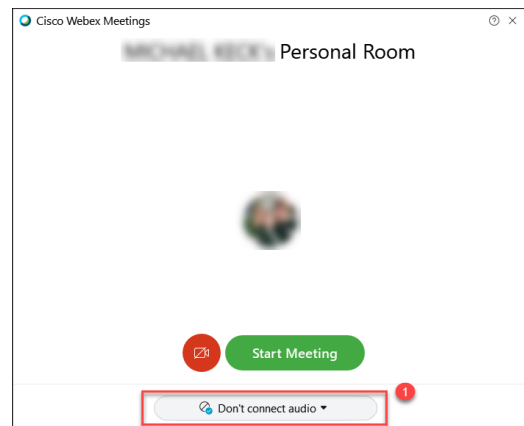 Cisco Webex Meetings
Personal Room
Start Meeting
1
Don't connect audio